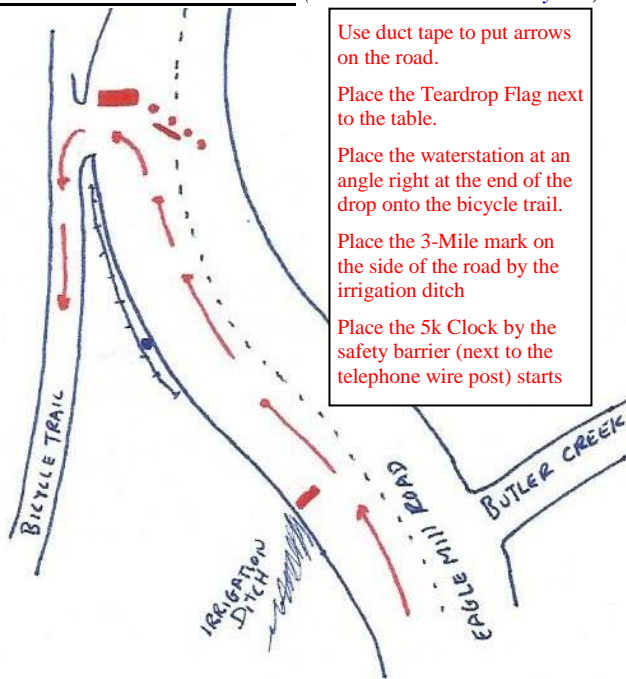 Use duct tape to put arrows
on the road.
Place the Teardrop Flag next
to the table.
Place the waterstation at an
angle right at the end of the
drop onto the bicycle trail.
Place the 3-Mile mark on
the side of the road by the
irrigation ditch
Place the 5k Clock by the
safety barrier (next to the
telephone wire post) starts
BICYCLE TRAIL
IRRIGATION
DITCH
EAGLE MILL ROAD
BUTLER CREEK